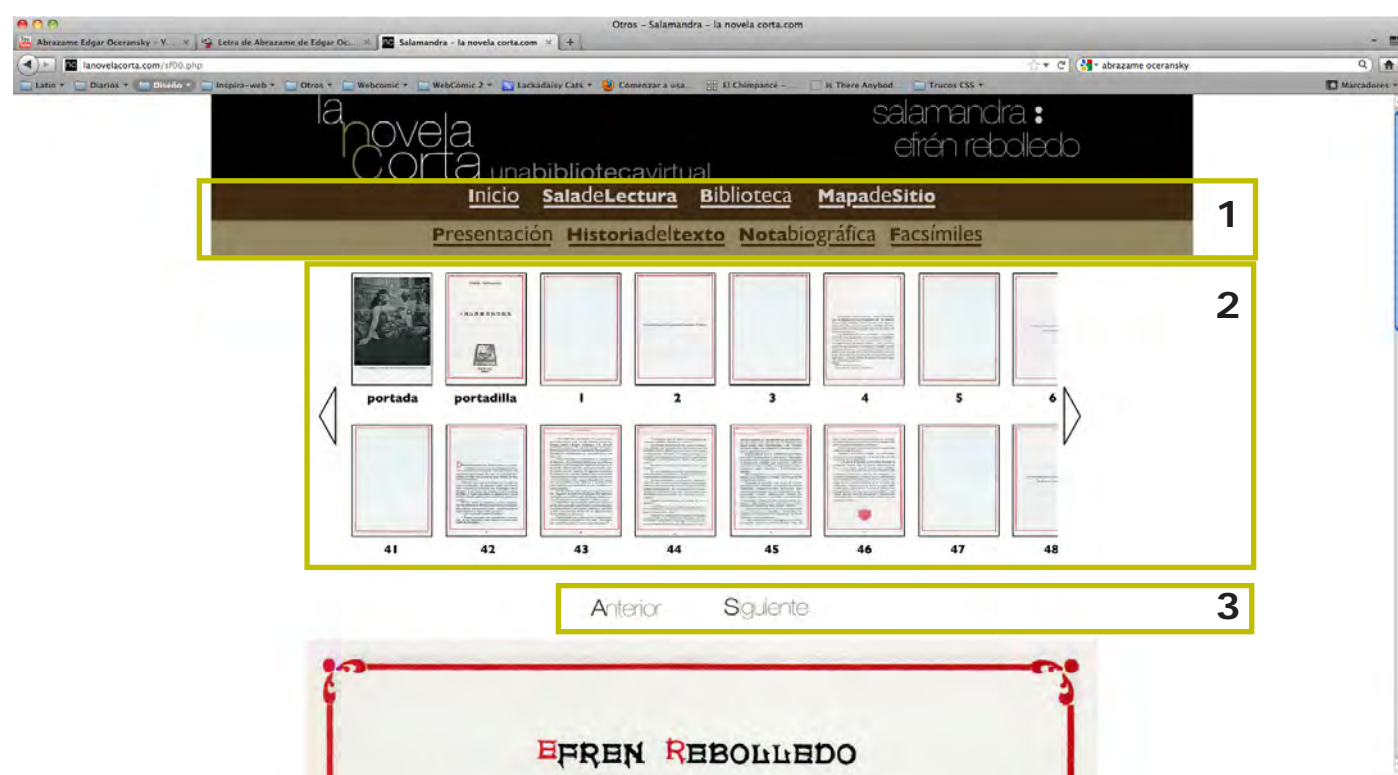 Otros – Salamandra – la novela corta.com
Abrazame Edgar Oceransky – Y...
Letra de Abrazame de Edgar Oc...
Salamandra – la novela corta.com
lanovelacorta.com/sf00.php
abrazame oceransky
Latin
Diarios
Diseño
Inspira-web
Otros
Webcomic
WebComic 2
Lackadaisy Cats
Comenzar a usa...
El Chimpancé – ...
Is There Anybod...
Trucos CSS
Marcadores
la
novela
corta unabibliotecavirtual
salamandra :
efrén rebolledo
Inicio SaladeLectura Biblioteca MapadeSitio
1
Presentación Historiadeltexto Notabiográfica Facsímiles
2
SALAMANDRA
portada portadilla 1 2 3 4 5 6
41 42 43 44 45 46 47 48
Anterior Siguiente
3
EFREN REBOLLEDO